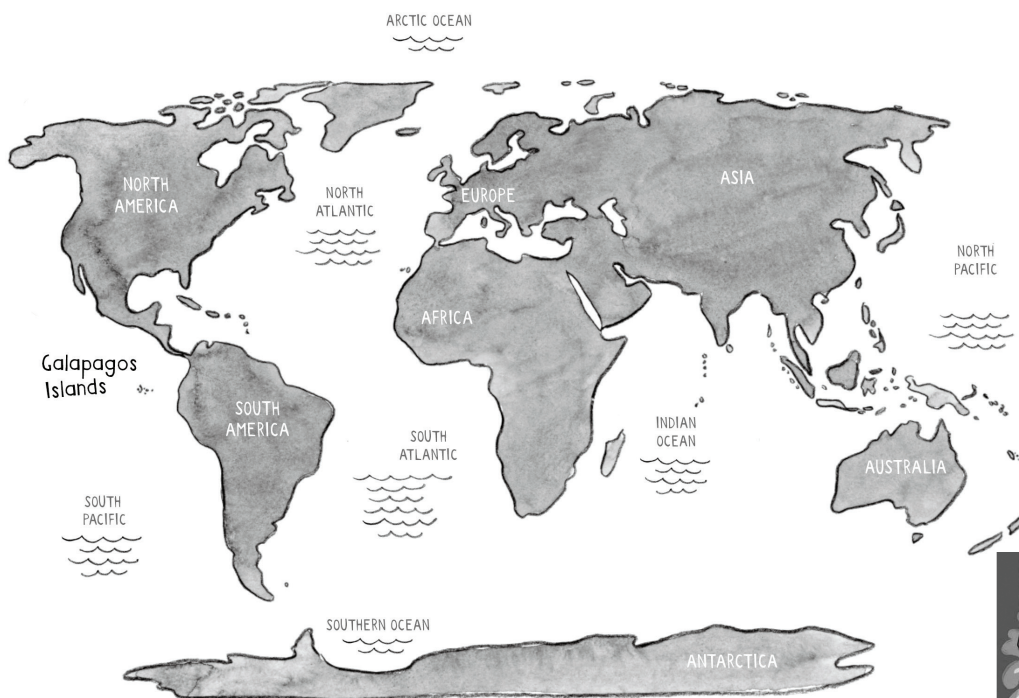 ARCTIC OCEAN
NORTH
AMERICA
NORTH
ATLANTIC
EUROPE
ASIA
NORTH
PACIFIC
AFRICA
Galapagos
Islands
SOUTH
AMERICA
SOUTH
ATLANTIC
INDIAN
OCEAN
AUSTRALIA
SOUTH
PACIFIC
SOUTHERN OCEAN
ANTARCTICA